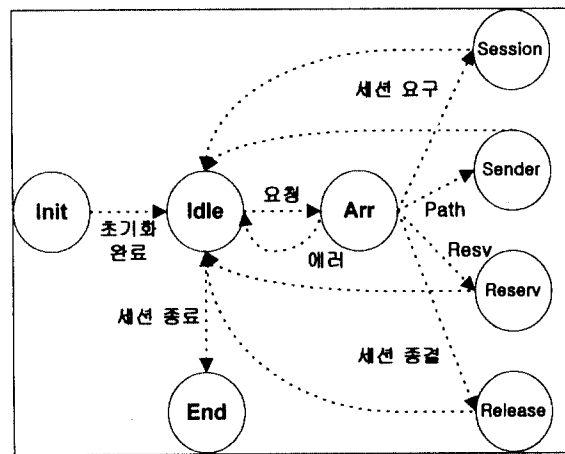 Session
세션 요구
Sender
Init
Idle
요청
Arr
Path
초기화
완료
에러
Resv
Reserv
세션 종료
세션 종결
End
Release